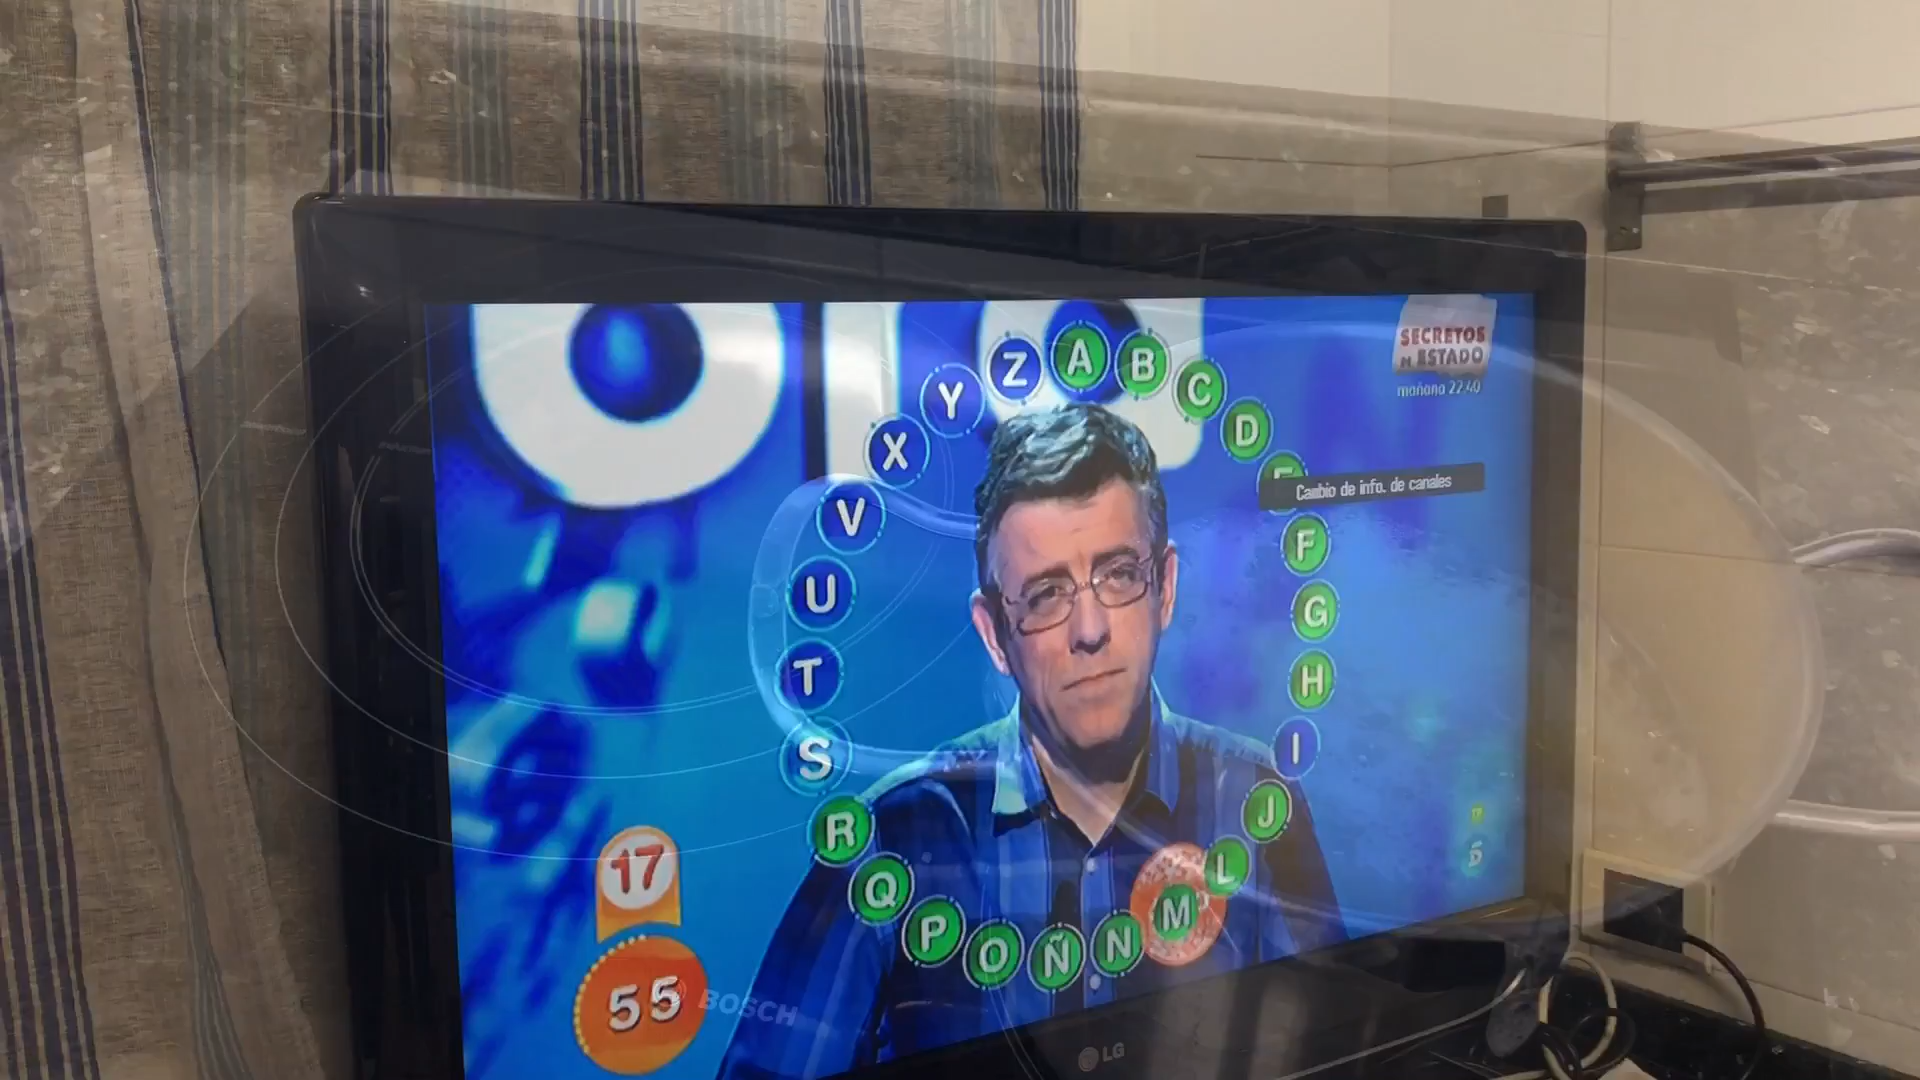 SECRETOS
DE ESTADO
mañana 22:40
Cambio de info. de canales
A
B
C
D
E
F
G
H
I
J
L
M
N
Ñ
O
P
Q
R
S
T
U
V
X
Y
Z
17
55
BOSCH
LG